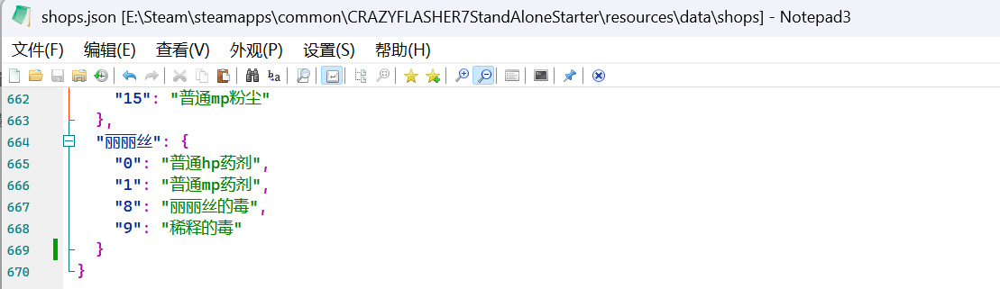 shops.json [E:\Steam\steamapps\common\CRAZYFLASHER7StandAloneStarter\resources\data\shops] - Notepad3
文件(F) 编辑(E) 查看(V) 外观(P) 设置(S) 帮助(H)
662 "15": "普通mp粉尘"
663 },
664 "丽丽丝": {
665 "0": "普通hp药剂",
666 "1": "普通mp药剂",
667 "8": "丽丽丝的毒",
668 "9": "稀释的毒"
669 }
670 }